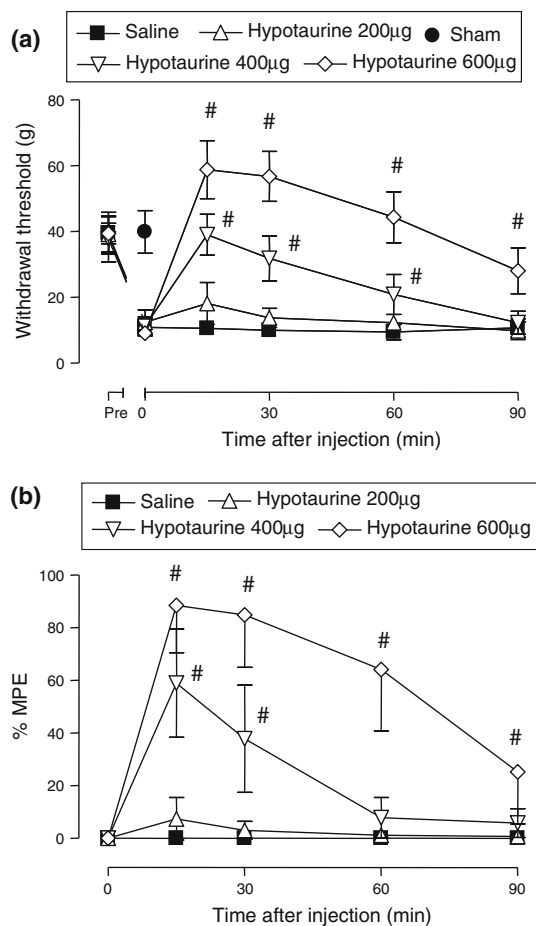 (a)
Saline Hypotaurine 200µg Sham
Hypotaurine 400µg Hypotaurine 600µg
Withdrawal threshold (g)
80
60
40
20
0
# # # #
# # #
Pre 0 30 60 90
Time after injection (min)
(b)
Saline Hypotaurine 200µg
Hypotaurine 400µg Hypotaurine 600µg
% MPE
100
80
60
40
20
0
# # # #
# #
0 30 60 90
Time after injection (min)